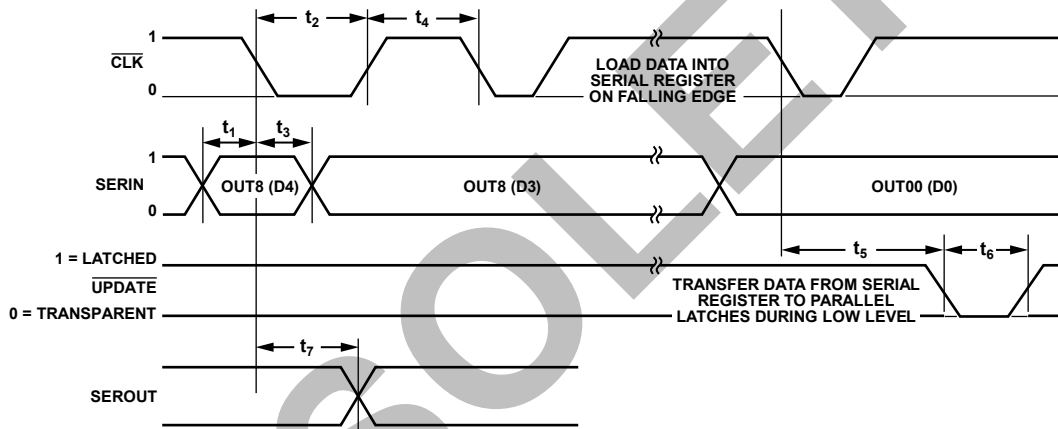 t2
t4
1
CLK
0
LOAD DATA INTO
SERIAL REGISTER
ON FALLING EDGE
t1
t3
1
SERIN
0
OUT8 (D4)
OUT8 (D3)
OUT00 (D0)
t5
t6
1 = LATCHED
UPDATE
0 = TRANSPARENT
TRANSFER DATA FROM SERIAL
REGISTER TO PARALLEL
LATCHES DURING LOW LEVEL
t7
SEROUT
SOLET